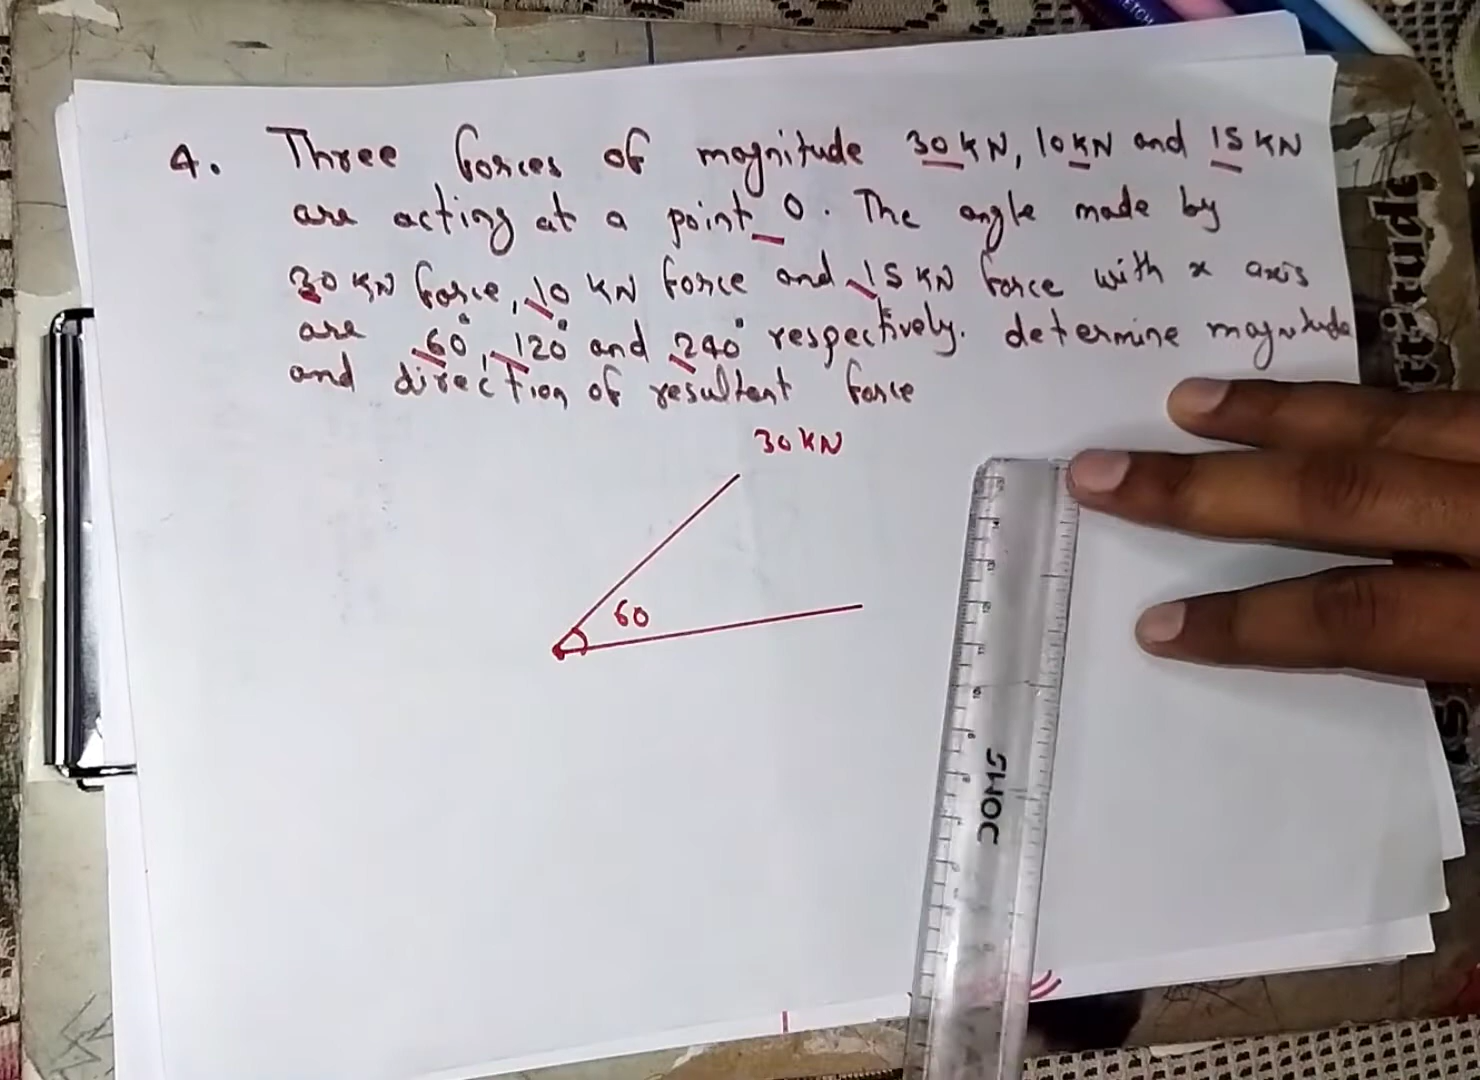 4. Three forces of magnitude 30 KN, 10 KN and 15 KN
are acting at a point O. The angle made by
30 KN force, 10 KN force and 15 KN force with x axis
are 60°, 120° and 240° respectively. determine magnitude
and direction of resultant force
30 KN
60
DOMS
ttitude
ETCH